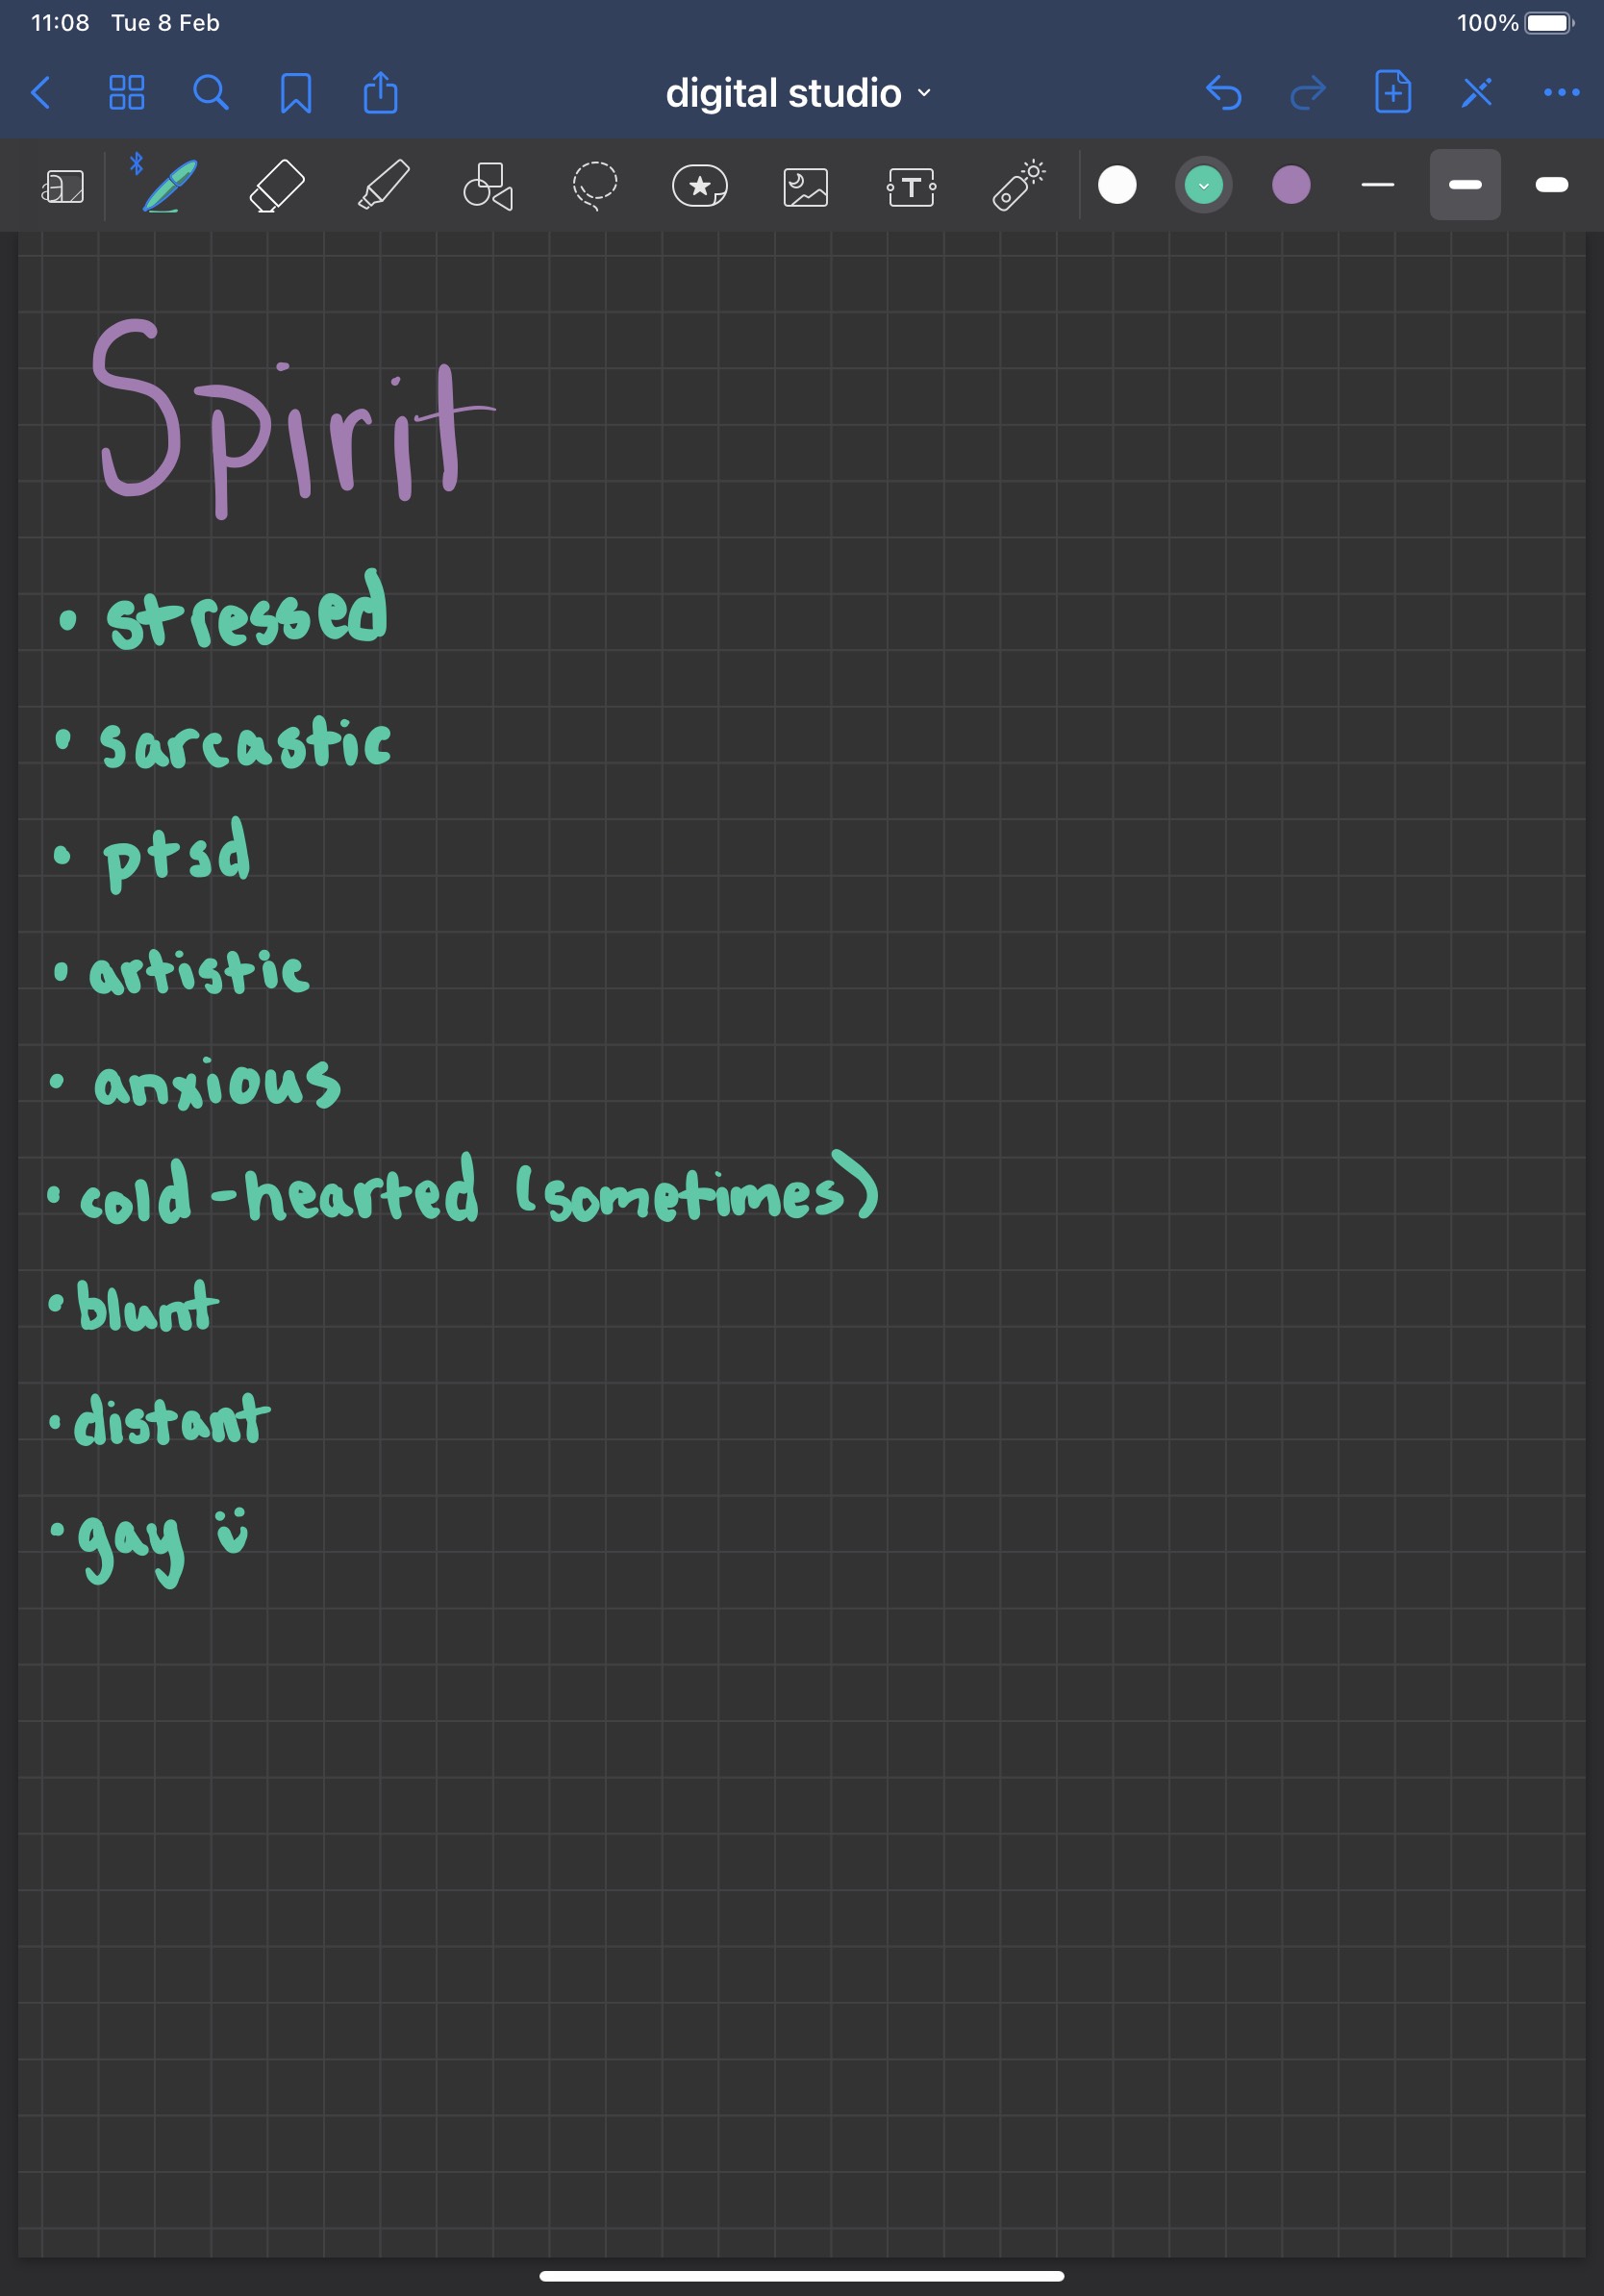 11:08 Tue 8 Feb 100%
digital studio
Spirit
• stressed
• sarcastic
• ptsd
• artistic
• anxious
• cold-hearted (sometimes)
• blunt
• distant
• gay